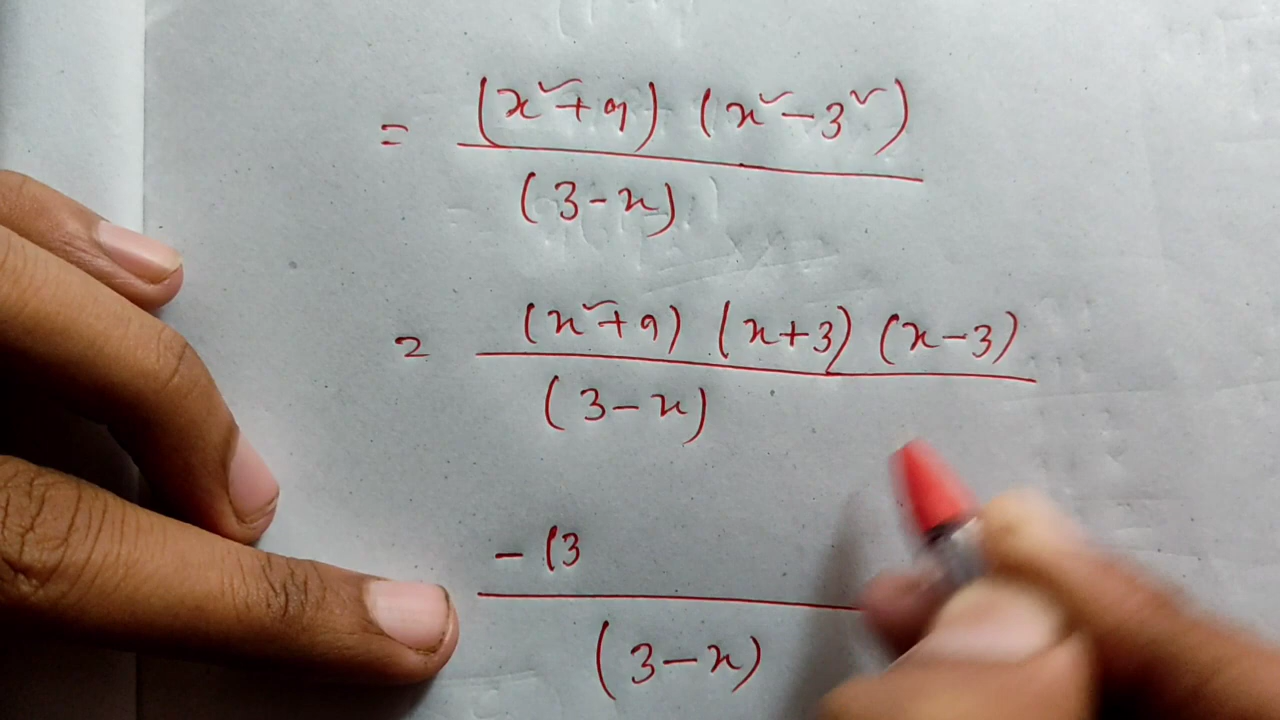 = (x²+9) (x²-3²)
(3-x)
= (x²+9) (x+3) (x-3)
(3-x)
-(3
(3-x)